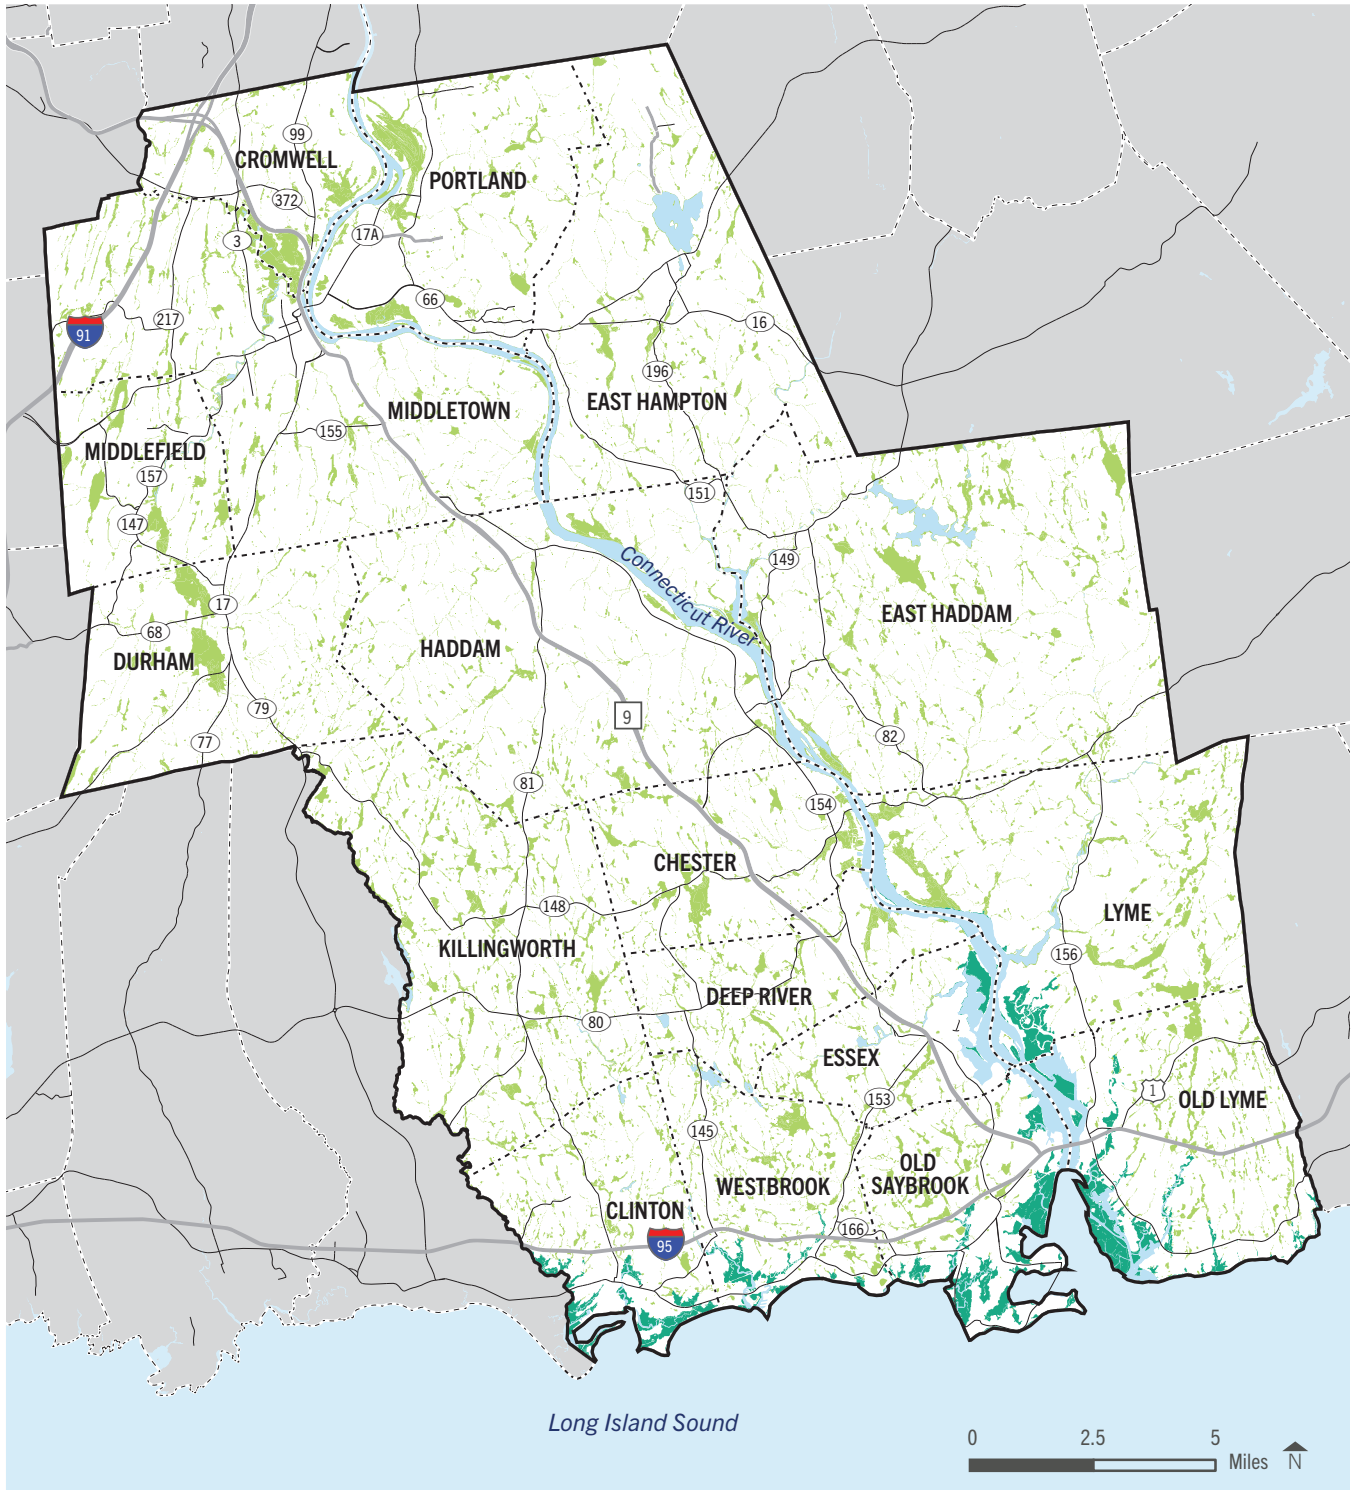 99
CROMWELL
PORTLAND
372
17A
3
66
217
16
91
196
MIDDLETOWN
EAST HAMPTON
155
MIDDLEFIELD
157
151
147
Connecticut River
149
17
EAST HADDAM
68
HADDAM
DURHAM
79
9
82
77
81
154
CHESTER
148
LYME
KILLINGWORTH
156
DEEP RIVER
80
ESSEX
1
OLD LYME
153
145
OLD
SAYBROOK
WESTBROOK
CLINTON
166
95
Long Island Sound
0 2.5 5
Miles N